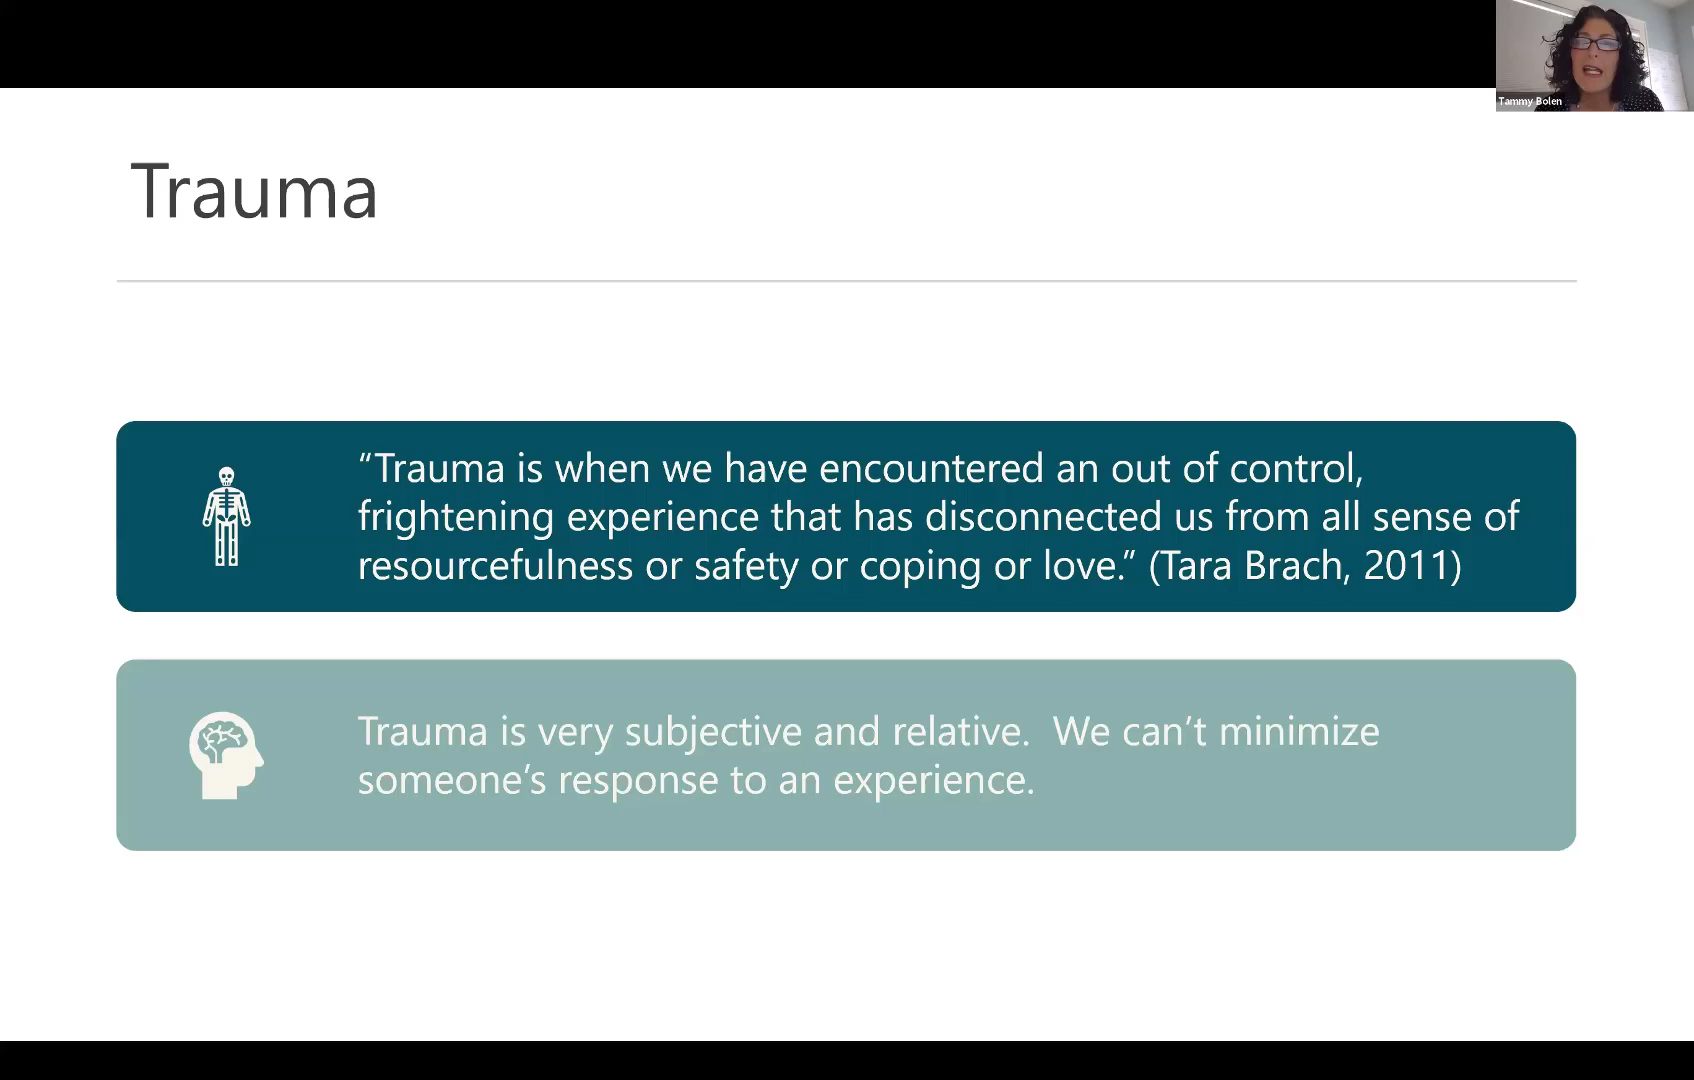 Tammy Bolen
Trauma
“Trauma is when we have encountered an out of control,
frightening experience that has disconnected us from all sense of
resourcefulness or safety or coping or love.” (Tara Brach, 2011)
Trauma is very subjective and relative.  We can’t minimize
someone’s response to an experience.